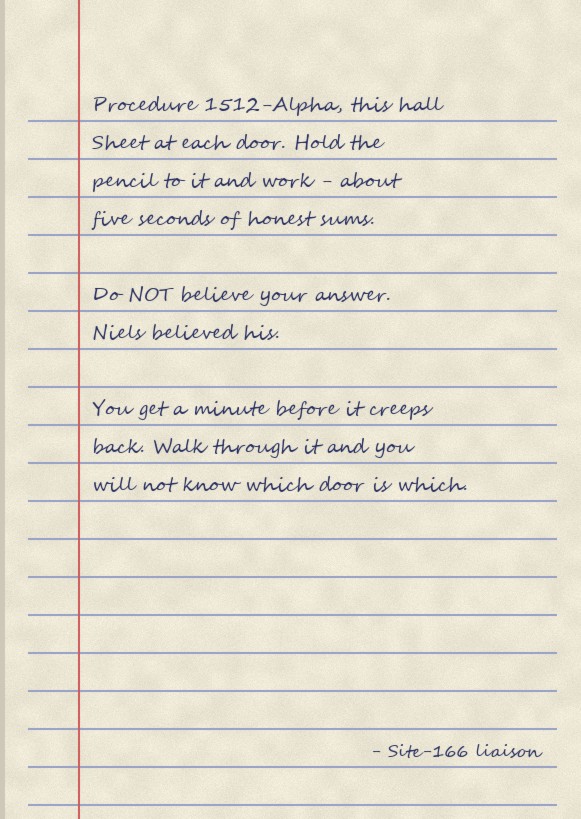 Procedure 1512-Alpha, this hall
Sheet at each door. Hold the
pencil to it and work - about
five seconds of honest sums.
Do NOT believe your answer.
Niels believed his.
You get a minute before it creeps
back. Walk through it and you
will not know which door is which.
- Site-166 liaison